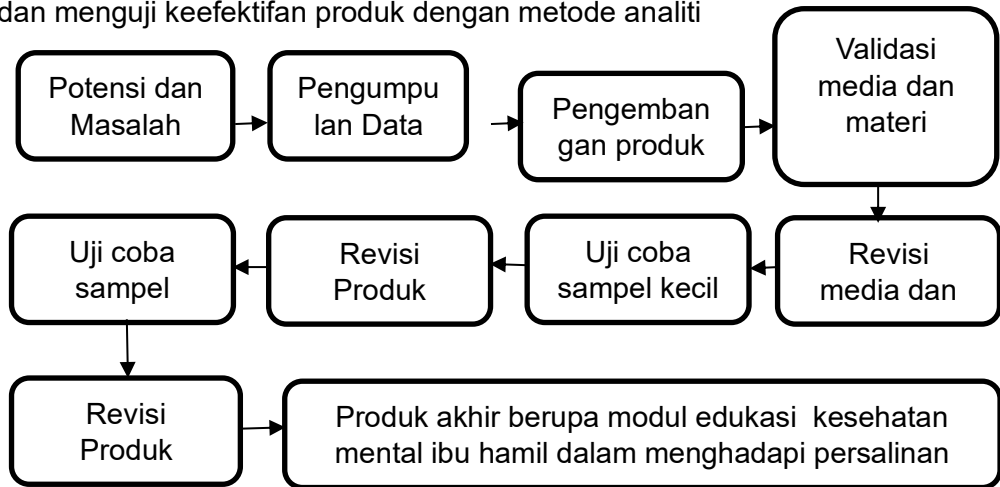 dan menguji keefektifan produk dengan metode analiti
Potensi dan
Masalah
Pengumpu
lan Data
Pengemban
gan produk
Validasi
media dan
materi
Revisi
media dan
Uji coba
sampel kecil
Revisi
Produk
Uji coba
sampel
Revisi
Produk
Produk akhir berupa modul edukasi kesehatan
mental ibu hamil dalam menghadapi persalinan